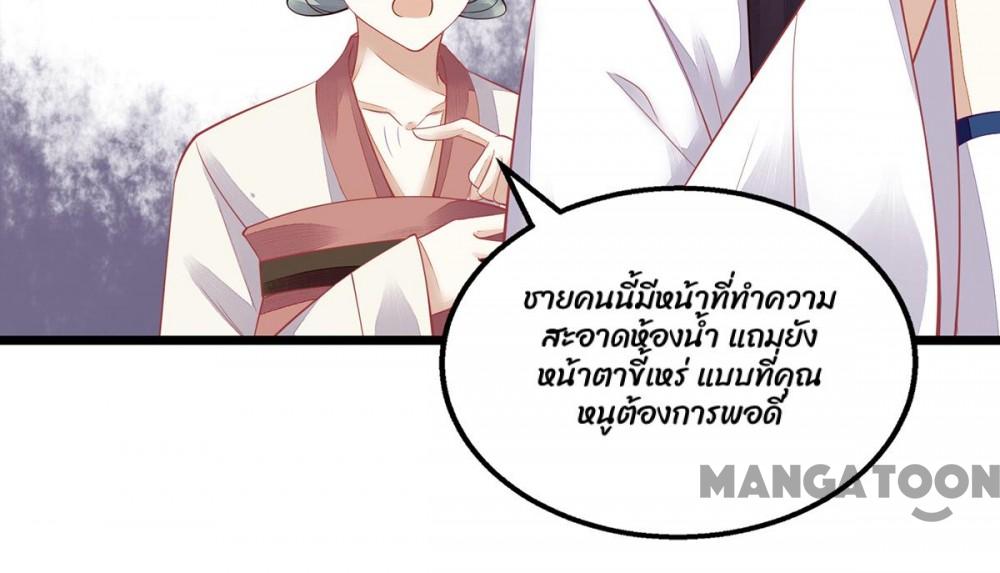 ชายคนนี้มีหน้าที่ทำความ
สะอาดห้องน้ำ แถมยัง
หน้าตาขี้เหร่ แบบที่คุณ
หนูต้องการพอดี
MANGATOON